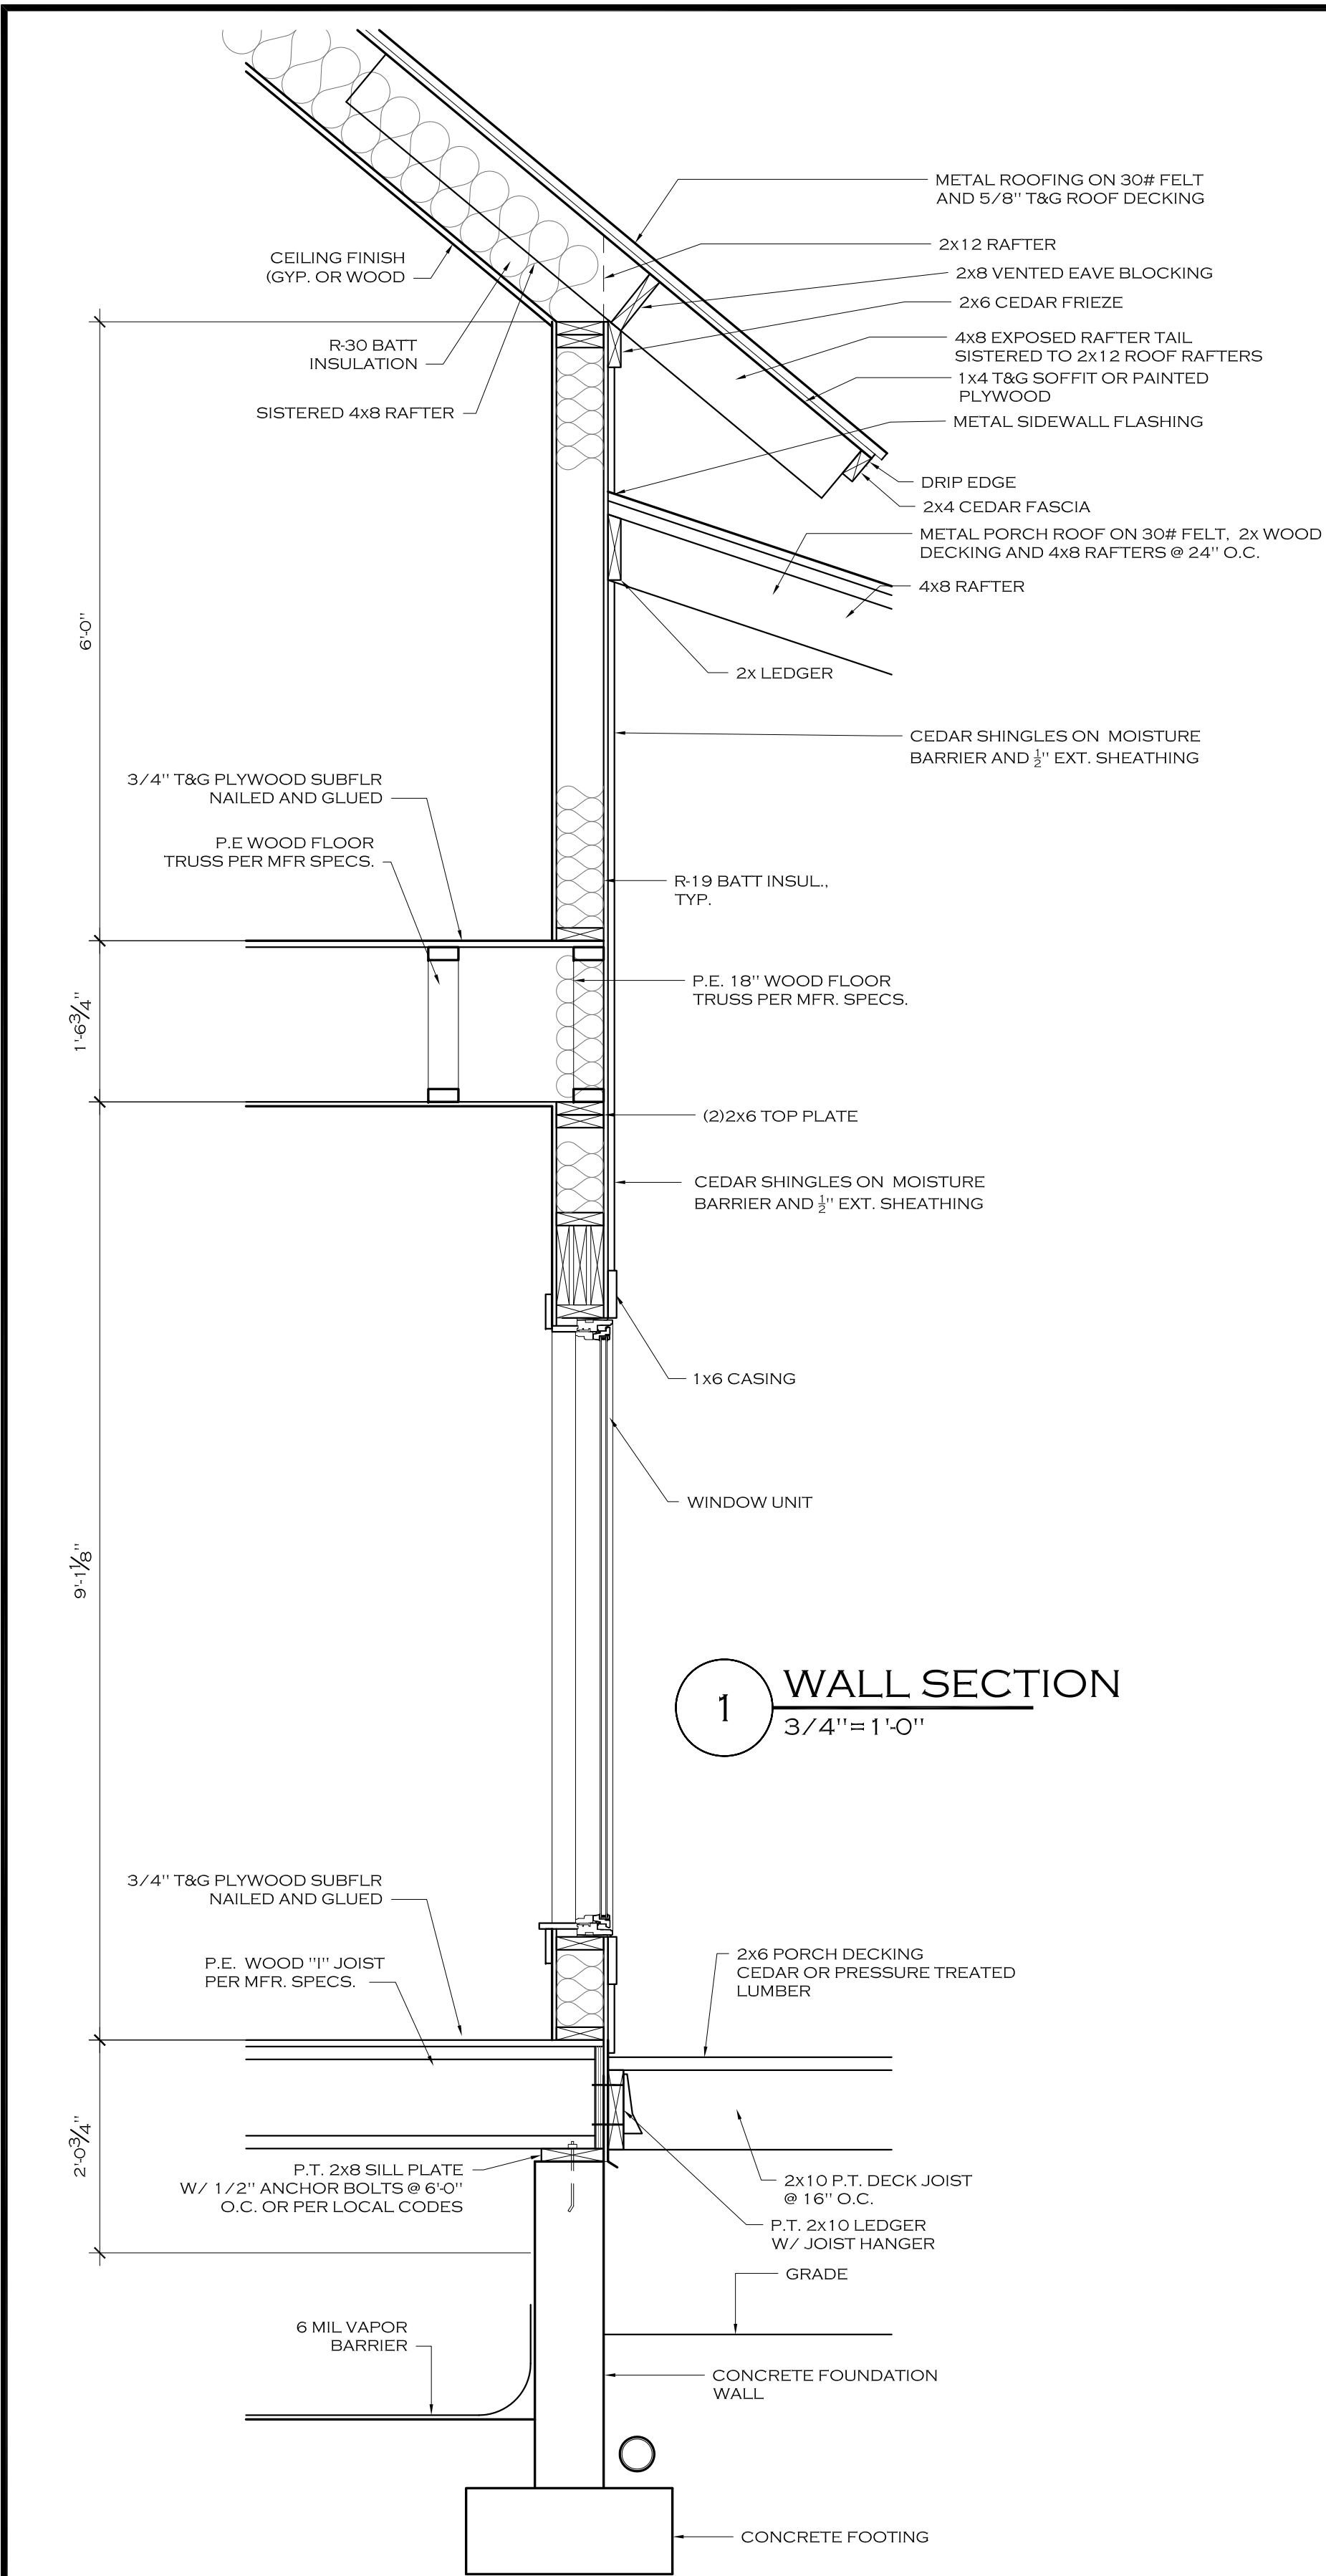 METAL ROOFING ON 30# FELT
AND 5/8" T&G ROOF DECKING
2x12 RAFTER
CEILING FINISH
(GYP. OR WOOD
2x8 VENTED EAVE BLOCKING
2x6 CEDAR FRIEZE
R-30 BATT
INSULATION
4x8 EXPOSED RAFTER TAIL
SISTERED TO 2x12 ROOF RAFTERS
1x4 T&G SOFFIT OR PAINTED
PLYWOOD
SISTERED 4x8 RAFTER
METAL SIDEWALL FLASHING
DRIP EDGE
2x4 CEDAR FASCIA
METAL PORCH ROOF ON 30# FELT, 2x WOOD
DECKING AND 4x8 RAFTERS @ 24" O.C.
4x8 RAFTER
6'-0"
2x LEDGER
CEDAR SHINGLES ON MOISTURE
BARRIER AND 1/2" EXT. SHEATHING
3/4" T&G PLYWOOD SUBFLR
NAILED AND GLUED
P.E WOOD FLOOR
TRUSS PER MFR SPECS.
R-19 BATT INSUL.,
TYP.
P.E. 18" WOOD FLOOR
TRUSS PER MFR. SPECS.
1'-6 3/4"
(2)2x6 TOP PLATE
CEDAR SHINGLES ON MOISTURE
BARRIER AND 1/2" EXT. SHEATHING
1x6 CASING
WINDOW UNIT
9'-1 1/8"
1
WALL SECTION
3/4" = 1'-0"
3/4" T&G PLYWOOD SUBFLR
NAILED AND GLUED
P.E. WOOD "I" JOIST
PER MFR. SPECS.
2x6 PORCH DECKING
CEDAR OR PRESSURE TREATED
LUMBER
2'-0 3/4"
P.T. 2x8 SILL PLATE
W/ 1/2" ANCHOR BOLTS @ 6'-0"
O.C. OR PER LOCAL CODES
2x10 P.T. DECK JOIST
@ 16" O.C.
P.T. 2x10 LEDGER
W/ JOIST HANGER
GRADE
6 MIL VAPOR
BARRIER
CONCRETE FOUNDATION
WALL
CONCRETE FOOTING